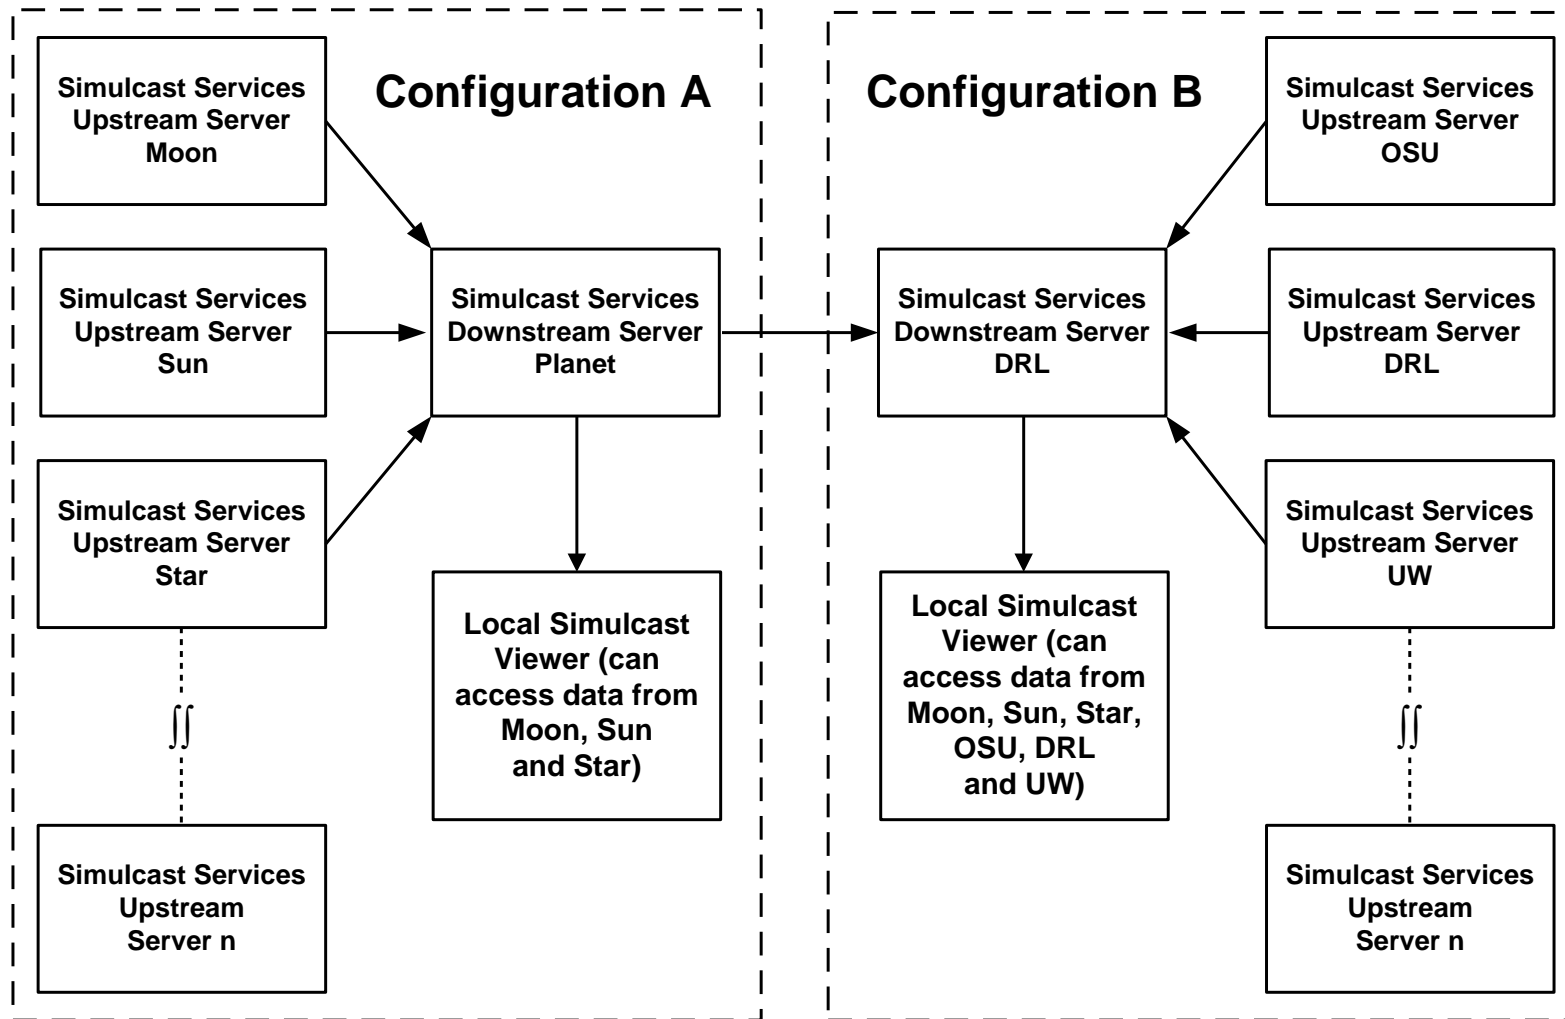 Configuration A
Simulcast Services
Upstream Server
Moon
Simulcast Services
Upstream Server
Sun
Simulcast Services
Downstream Server
Planet
Simulcast Services
Upstream Server
Star
Local Simulcast
Viewer (can
access data from
Moon, Sun
and Star)
∫∫
Simulcast Services
Upstream
Server n
Configuration B
Simulcast Services
Upstream Server
OSU
Simulcast Services
Downstream Server
DRL
Simulcast Services
Upstream Server
DRL
Simulcast Services
Upstream Server
UW
Local Simulcast
Viewer (can
access data from
Moon, Sun, Star,
OSU, DRL
and UW)
∫∫
Simulcast Services
Upstream
Server n